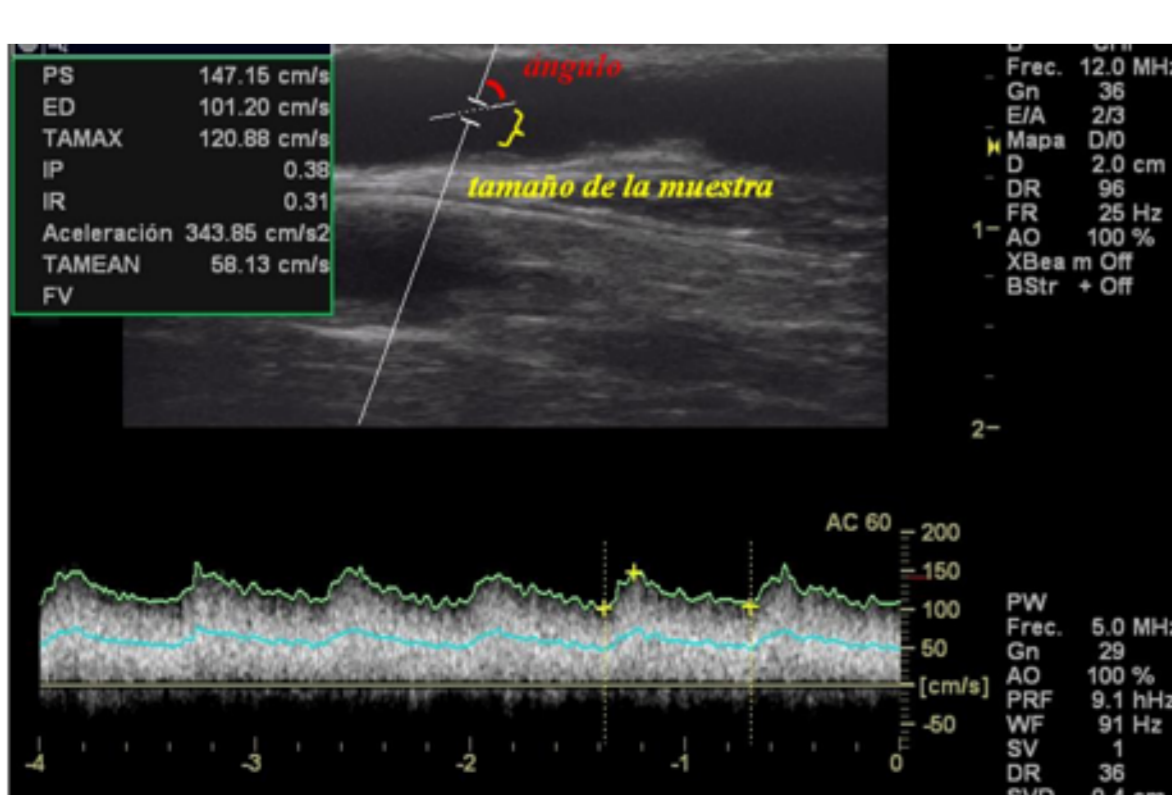 PS 147.15 cm/s
ED 101.20 cm/s
TAMAX 120.88 cm/s
IP 0.38
IR 0.31
Aceleración 343.85 cm/s2
TAMEAN 58.13 cm/s
FV
ángulo
tamaño de la muestra
Frec. 12.0 MHz
Gn 36
E/A 2/3
Mapa D/0
D 2.0 cm
DR 96
FR 25 Hz
AO 100 %
XBea m Off
BStr + Off
1
2
AC 60
200
150
100
50
[cm/s]
-50
-4 -3 -2 -1 0
PW
Frec. 5.0 MHz
Gn 29
AO 100 %
PRF 9.1 hHz
WF 91 Hz
SV 1
DR 36